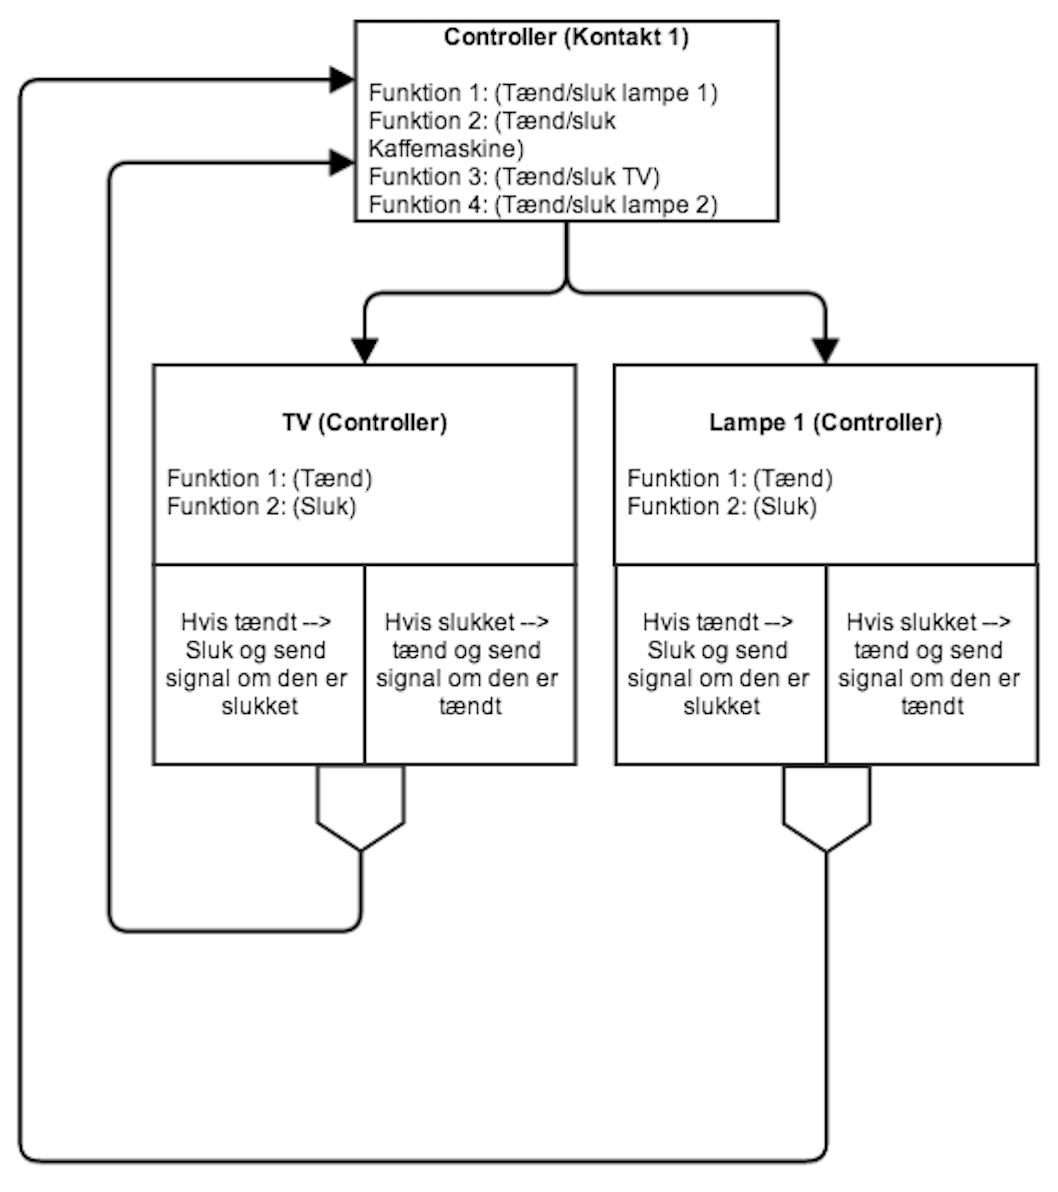 Controller (Kontakt 1)
Funktion 1: (Tænd/sluk lampe 1)
Funktion 2: (Tænd/sluk
Kaffemaskine)
Funktion 3: (Tænd/sluk TV)
Funktion 4: (Tænd/sluk lampe 2)
TV (Controller)
Funktion 1: (Tænd)
Funktion 2: (Sluk)
Hvis tændt -->
Sluk og send
signal om den er
slukket
Hvis slukket -->
tænd og send
signal om den er
tændt
Lampe 1 (Controller)
Funktion 1: (Tænd)
Funktion 2: (Sluk)
Hvis tændt -->
Sluk og send
signal om den er
slukket
Hvis slukket -->
tænd og send
signal om den er
tændt